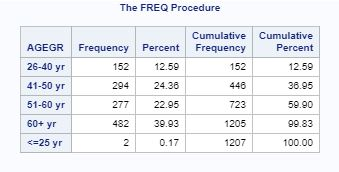 The FREQ Procedure
AGEGR Frequency Percent Cumulative Frequency Cumulative Percent
26-40 yr 152 12.59 152 12.59
41-50 yr 294 24.36 446 36.95
51-60 yr 277 22.95 723 59.90
60+ yr 482 39.93 1205 99.83
<=25 yr 2 0.17 1207 100.00